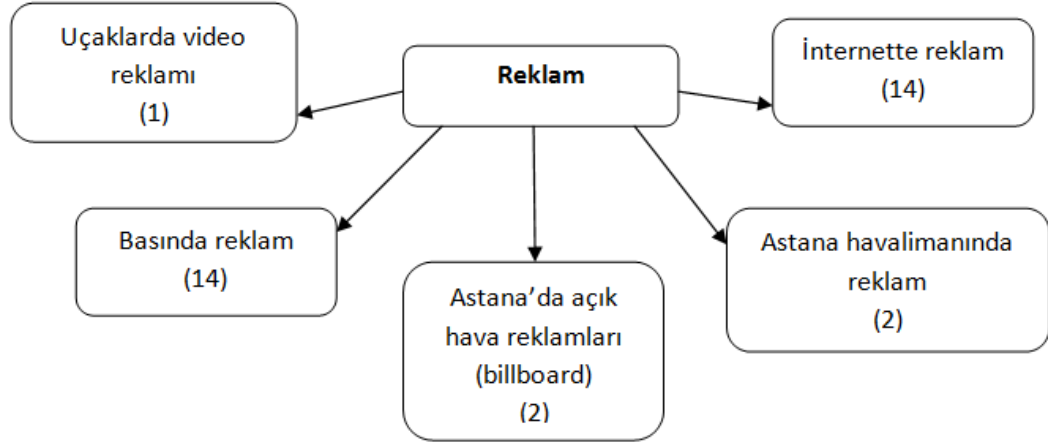 Uçaklarda video
reklamı
(1)
Reklam
İnternette reklam
(14)
Basında reklam
(14)
Astana’da açık
hava reklamları
(billboard)
(2)
Astana havalimanında
reklam
(2)